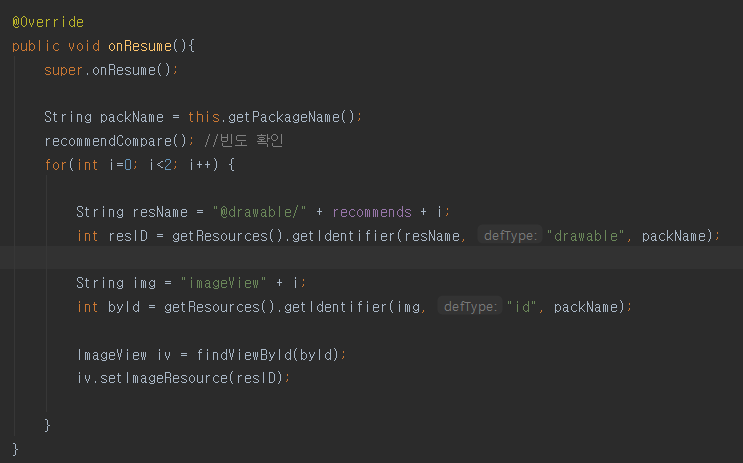 @Override
public void onResume(){
super.onResume();
String packName = this.getPackageName();
recommendCompare(); //빈도 확인
for(int i=0; i<2; i++) {
String resName = "@drawable/" + recommends + i;
int resID = getResources().getIdentifier(resName, defType: "drawable", packName);
String img = "imageView" + i;
int byId = getResources().getIdentifier(img, defType: "id", packName);
ImageView iv = findViewById(byId);
iv.setImageResource(resID);
}
}